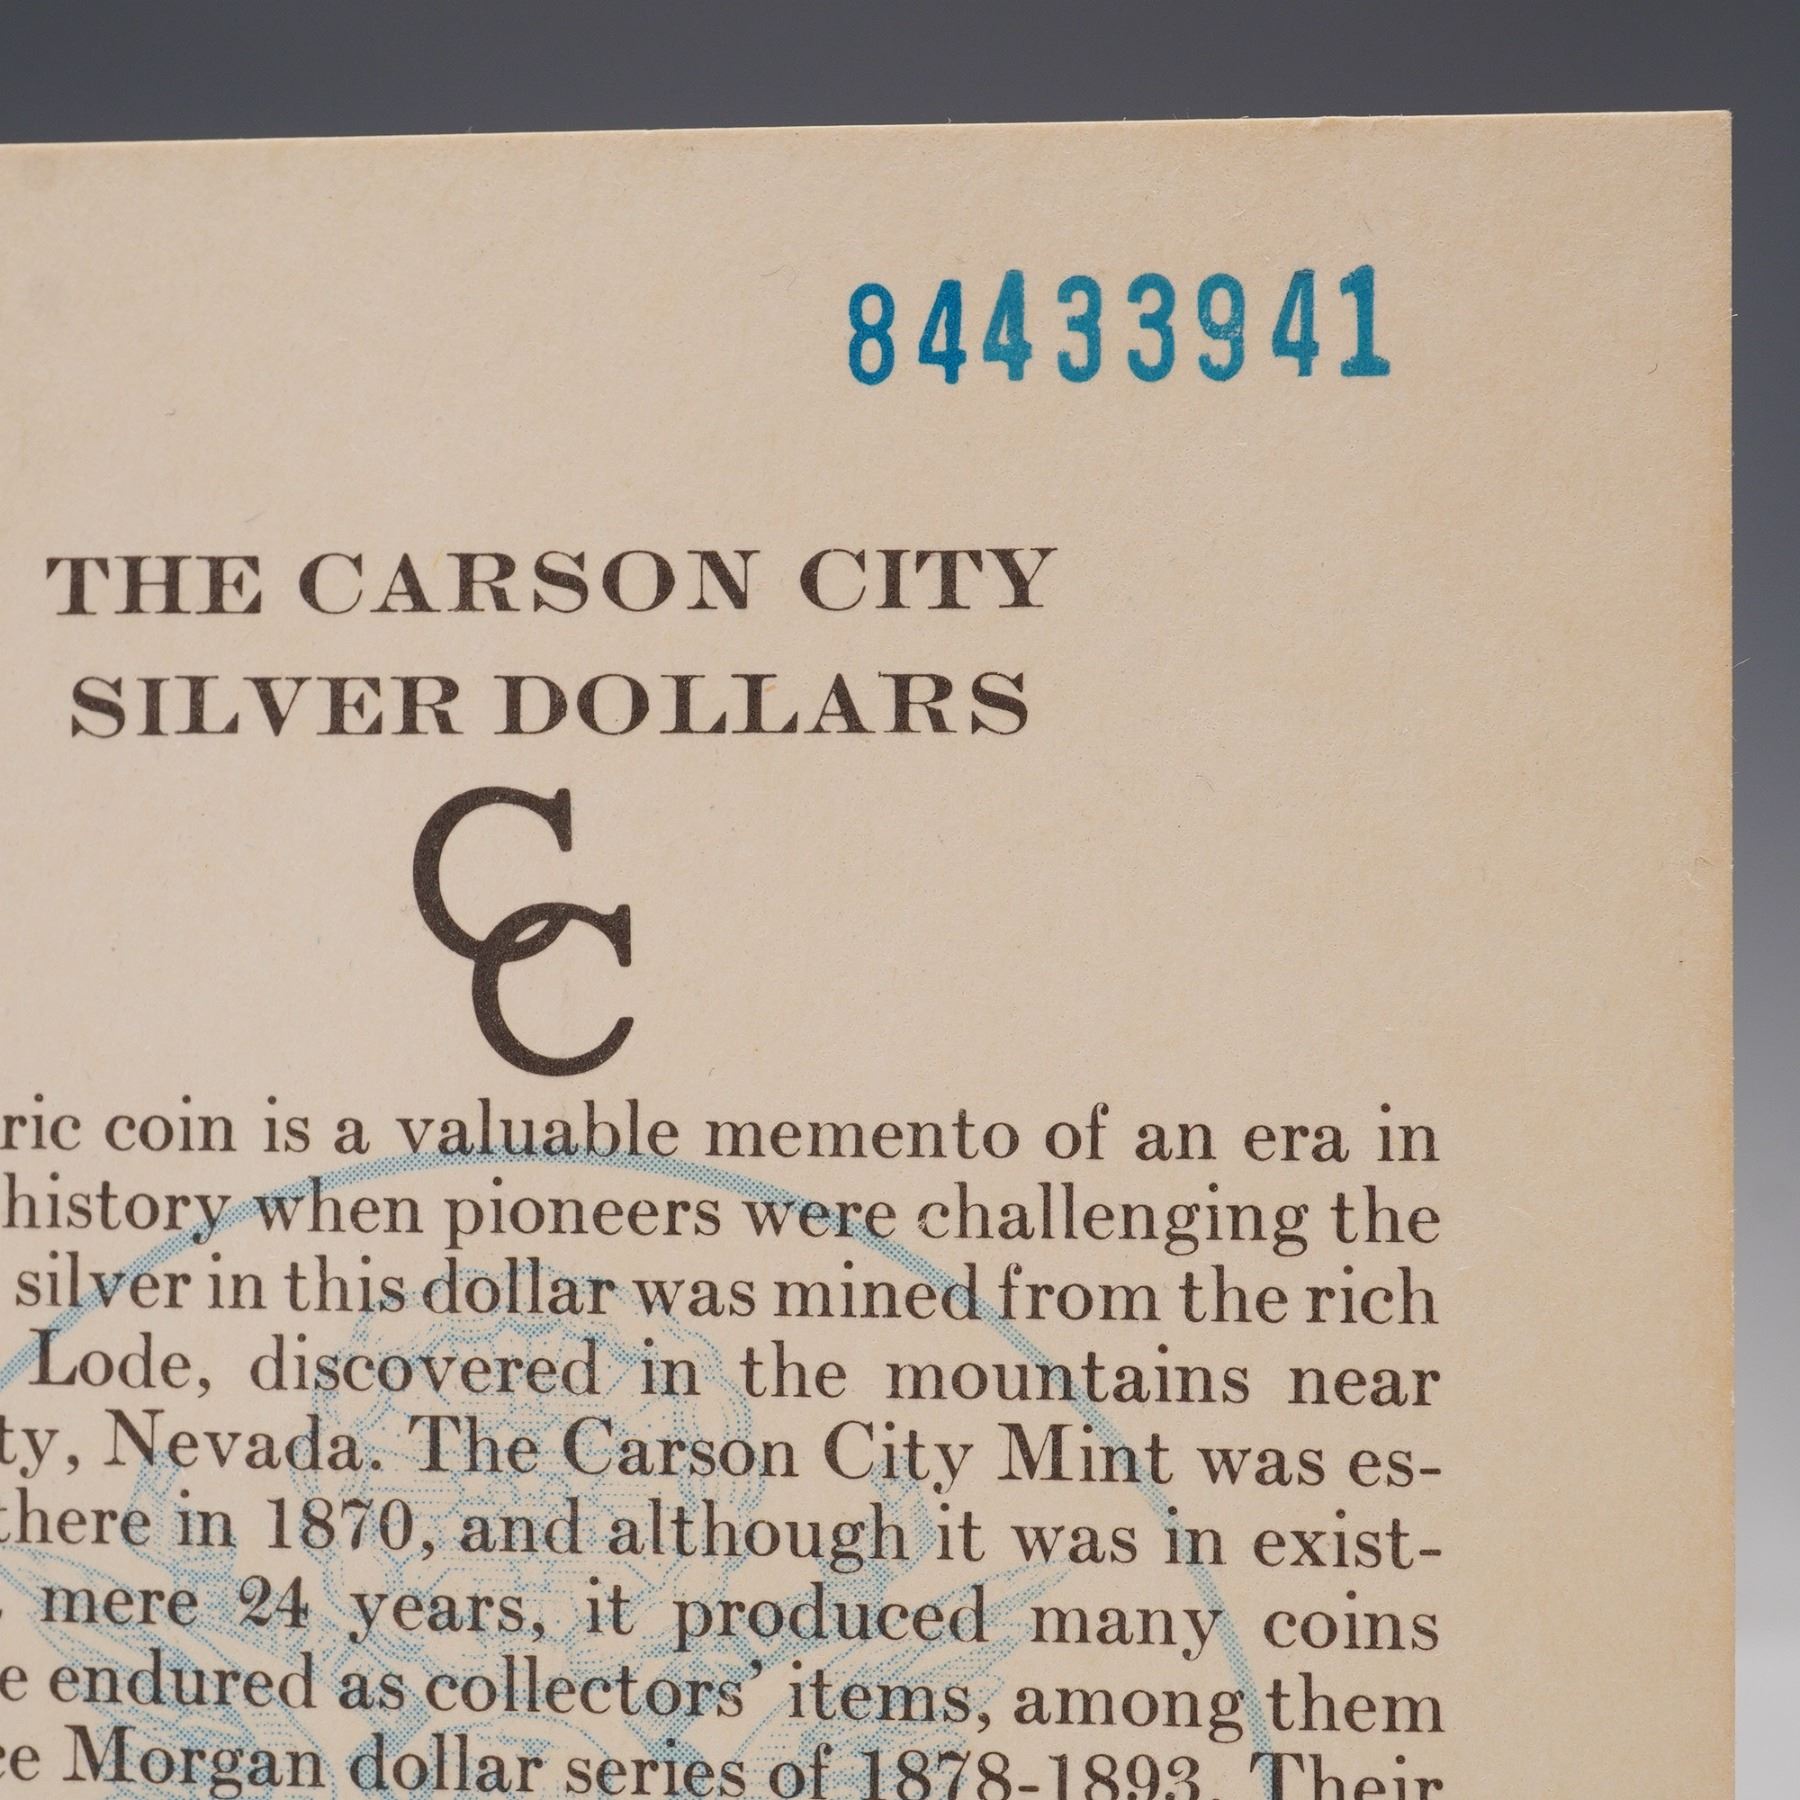 84433941
THE CARSON CITY
SILVER DOLLARS
CC
ric coin is a valuable memento of an era in
history when pioneers were challenging the
silver in this dollar was mined from the rich
Lode, discovered in the mountains near
ty, Nevada. The Carson City Mint was es-
there in 1870, and although it was in exist-
mere 24 years, it produced many coins
e endured as collectors' items, among them
ce Morgan dollar series of 1878-1893. Their